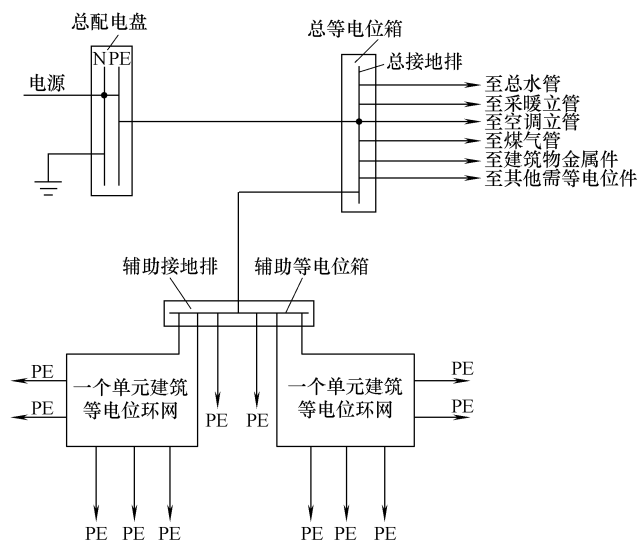 总配电盘
总等电位箱
N PE
总接地排
电源
至总水管
至采暖立管
至空调立管
至煤气管
至建筑物金属件
至其他需等电位件
辅助接地排
辅助等电位箱
PE
一个单元建筑
等电位环网
PE
PE
PE
一个单元建筑
等电位环网
PE
PE
PE
PE
PE
PE
PE
PE